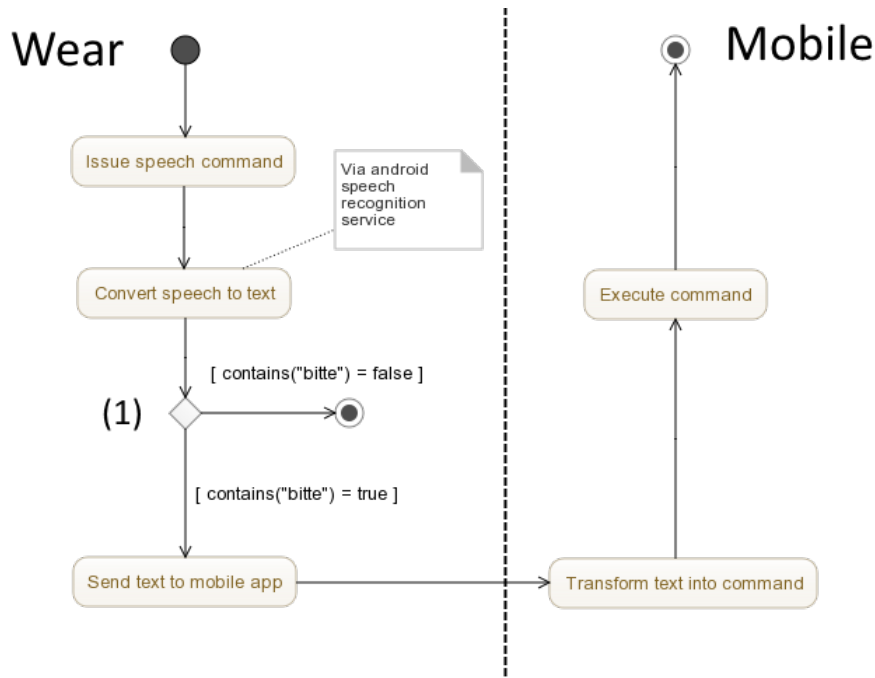 Wear
Mobile
Issue speech command
Via android
speech
recognition
service
Convert speech to text
Execute command
[ contains("bitte") = false ]
(1)
[ contains("bitte") = true ]
Send text to mobile app
Transform text into command